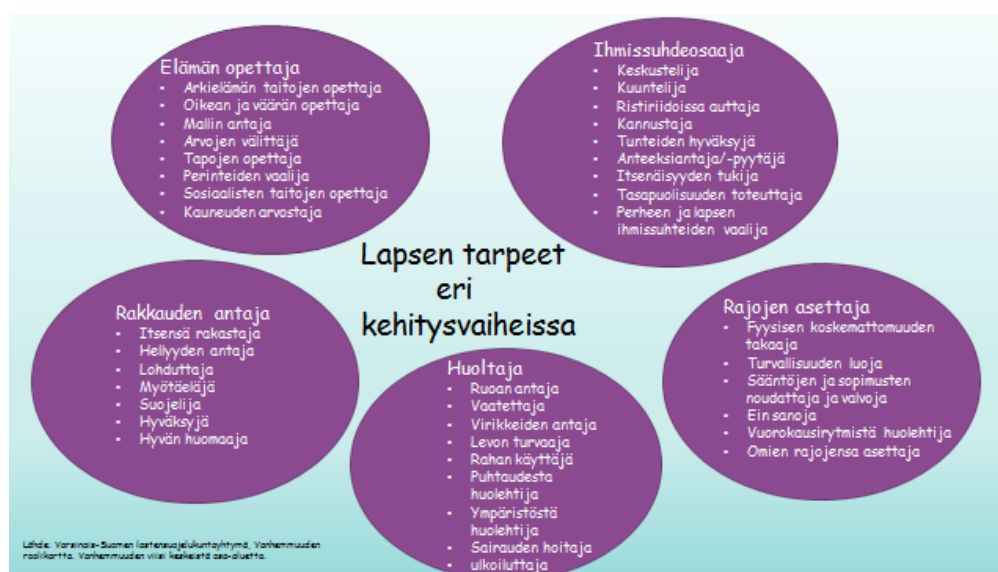 Elämän opettaja
• Arkielämän taitojen opettaja
• Oikean ja väärän opettaja
• Mallin antaja
• Arvojen välittäjä
• Tapojen opettaja
• Perinteiden vaalija
• Sosiaalisten taitojen opettaja
• Kauneuden arvostaja
Ihmissuhdeosaaja
• Keskustelija
• Kuuntelija
• Ristiriidoissa auttaja
• Kannustaja
• Tunteiden hyväksyjä
• Anteeksiantaja/-pyytäjä
• Itsenäisyyden tukija
• Tasapuolisuuden toteuttaja
• Perheen ja lapsen
ihmissuhteiden vaalija
Lapsen tarpeet
eri
kehitysvaiheissa
Rakkauden antaja
• Itsensä rakastaja
• Hellyyden antaja
• Lohduttaja
• Myötäeläjä
• Suojelija
• Hyväksyjä
• Hyvän huomaaja
Huoltaja
• Ruoan antaja
• Vaatettaja
• Virikkeiden antaja
• Levon turvaaja
• Rahan käyttäjä
• Puhtaudesta
huolehtija
• Ympäristöstä
huolehtija
• Sairauden hoitaja
• ulkoiluttaja
Rajojen asettaja
• Fyysisen koskemattomuuden
takaaja
• Turvallisuuden luoja
• Sääntöjen ja sopimusten
noudattaja ja valvoja
• Ein sanoja
• Vuorokausirytmistä huolehtija
• Omien rajojensa asettaja
Lähde: Varsinais-Suomen lastensuojelukuntayhtymä, Vanhemmuuden
roolikartta. Vanhemmuuden viisi keskeistä osa-aluetta.